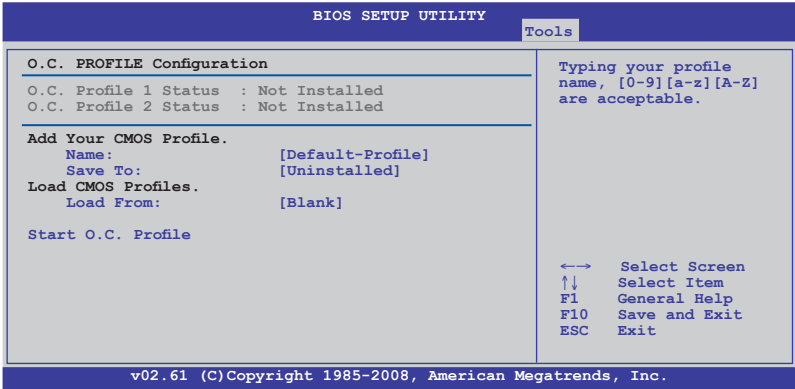 BIOS SETUP UTILITY
Tools
O.C. PROFILE Configuration
O.C. Profile 1 Status : Not Installed
O.C. Profile 2 Status : Not Installed
Add Your CMOS Profile.
Name: [Default-Profile]
Save To: [Uninstalled]
Load CMOS Profiles.
Load From: [Blank]
Start O.C. Profile
Typing your profile
name, [0-9][a-z][A-Z]
are acceptable.
←→ Select Screen
↑↓ Select Item
F1 General Help
F10 Save and Exit
ESC Exit
v02.61 (C)Copyright 1985-2008, American Megatrends, Inc.